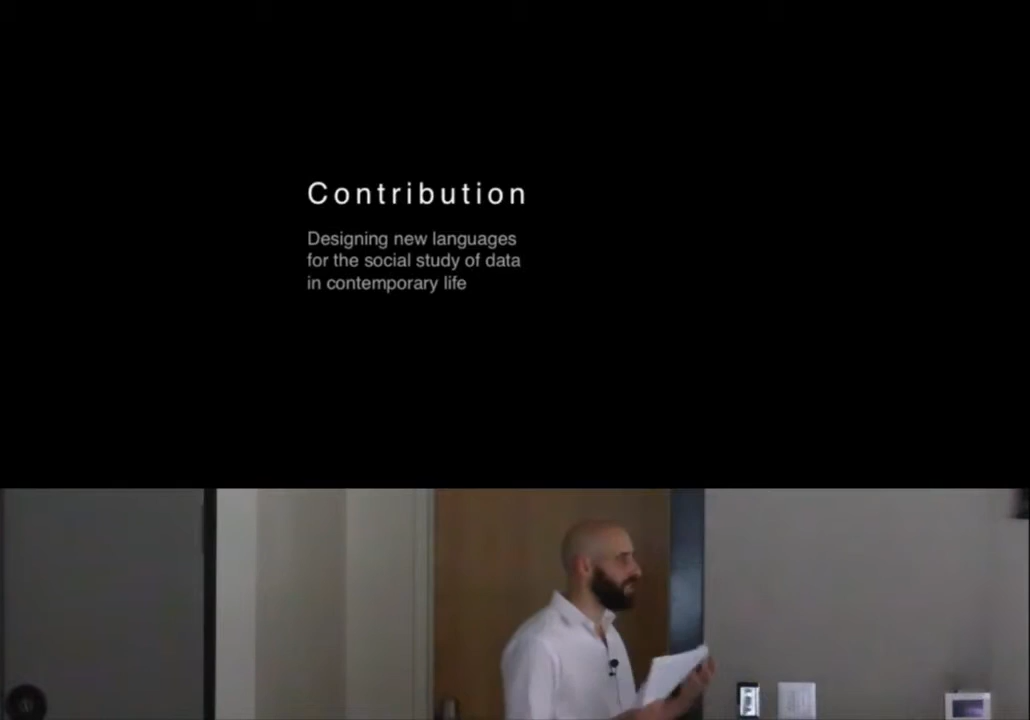 Contribution
Designing new languages
for the social study of data
in contemporary life